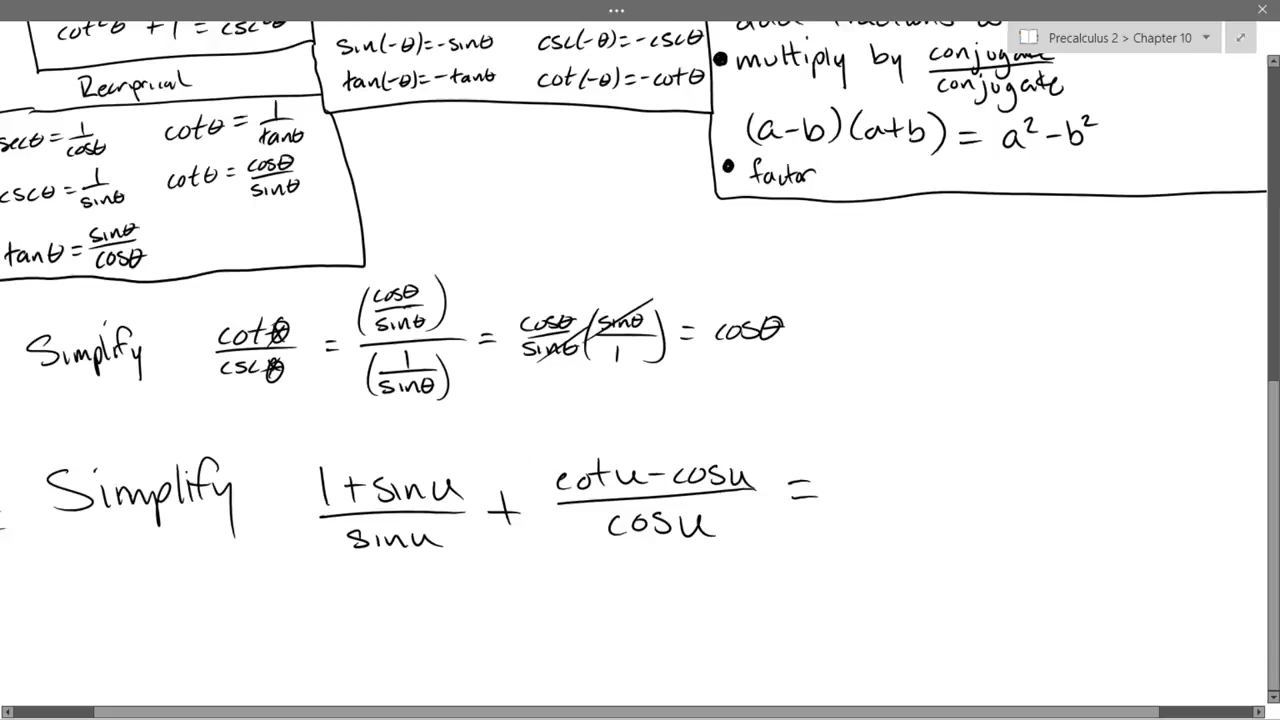 cot²θ + 1 = csc²θ
Reciprical
secθ = 1/cosθ cotθ = 1/tanθ
cscθ = 1/sinθ cotθ = cosθ/sinθ
tanθ = sinθ/cosθ
sin(-θ)=-sinθ csc(-θ)=-cscθ
tan(-θ)=-tanθ cot(-θ)=-cotθ
Precalculus 2 > Chapter 10
• multiply by conjugate/conjugate
(a-b)(a+b) = a²-b²
• factor
Simplify cotθ/cscθ = (cosθ/sinθ)/(1/sinθ) = cosθ/sinθ (sinθ/1) = cosθ
Simplify (1+sinu)/sinu + (cotu-cosu)/cosu =